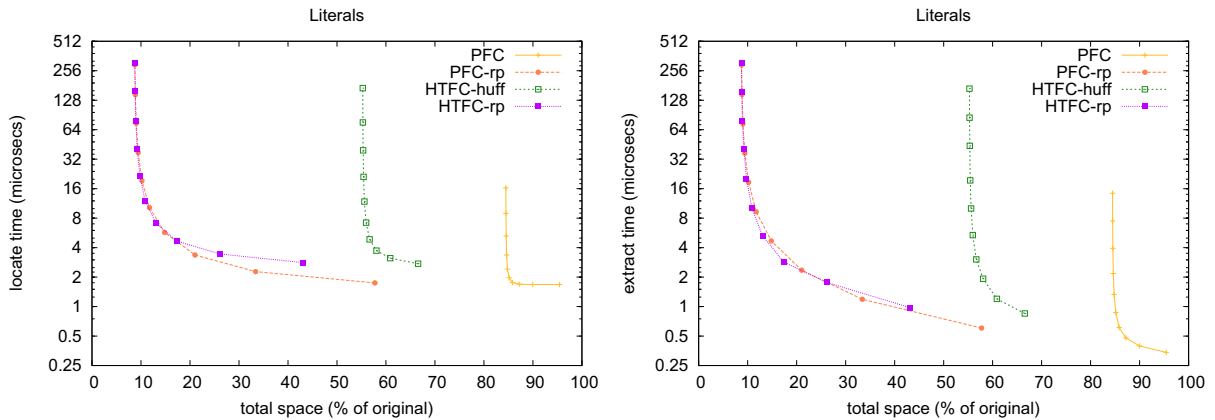 Literals
512
256
128
64
32
16
8
4
2
1
0.5
0.25
locate time (microsecs)
PFC
PFC-rp
HTFC-huff
HTFC-rp
0 10 20 30 40 50 60 70 80 90 100
total space (% of original)
Literals
512
256
128
64
32
16
8
4
2
1
0.5
0.25
extract time (microsecs)
PFC
PFC-rp
HTFC-huff
HTFC-rp
0 10 20 30 40 50 60 70 80 90 100
total space (% of original)